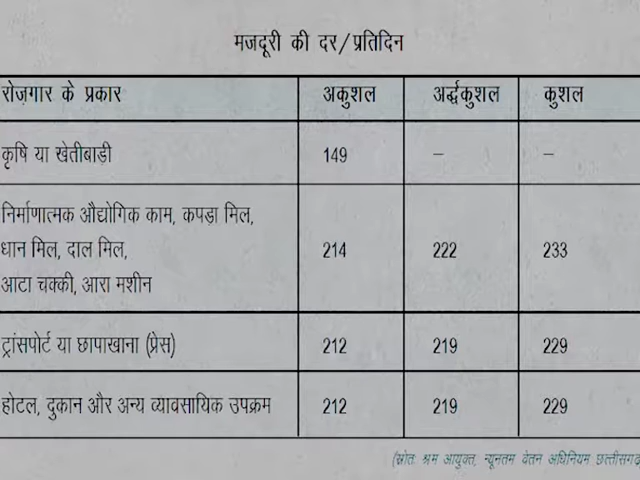 मजदूरी की दर/प्रतिदिन
रोज़गार के प्रकार अकुशल अर्द्धकुशल कुशल
कृषि या खेतीबाड़ी 149 – –
निर्माणात्मक औद्योगिक काम, कपड़ा मिल,
धान मिल, दाल मिल, 214 222 233
आटा चक्की, आरा मशीन
ट्रांसपोर्ट या छापाखाना (प्रेस) 212 219 229
होटल, दुकान और अन्य व्यावसायिक उपक्रम 212 219 229
(स्रोतः श्रम आयुक्त, न्यूनतम वेतन अधिनियम छत्तीसगढ़